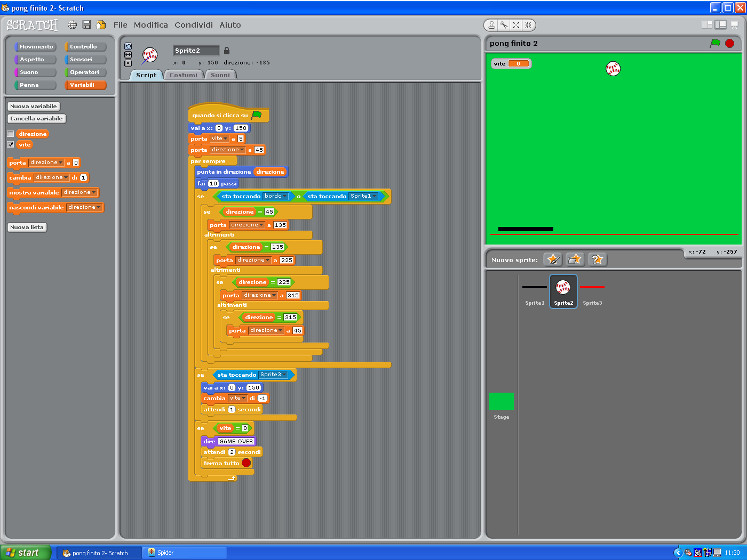 pong finito 2- Scratch
SCRATCH
File Modifica Condividi Aiuto
Movimento Controllo
Aspetto Sensori
Suono Operatori
Penna Variabili
Nuova variabile
Cancella variabile
direzione
vite
porta direzione a
cambia direzione di 1
mostra variabile direzione
nascondi variabile direzione
Nuova lista
Sprite2
x: 0 y: 150 direzione: -135
Script Costumi Suoni
quando si clicca su
vai a x: 0 y: 150
porta vite a
porta direzione a
per sempre
punta in direzione direzione
fai 10 passi
se sta toccando bordo o sta toccando Sprite1
se direzione = 45
porta direzione a 135
altrimenti
se direzione = 135
porta direzione a 225
altrimenti
se direzione = 225
porta direzione a 315
altrimenti
se direzione = 315
porta direzione a 45
se sta toccando Sprite3
vai a x: 0 y: 150
cambia vite di -1
attendi 1 secondi
se vite = 0
dire GAME OVER
attendi secondi
ferma tutto
pong finito 2
vite
x: -72 y: -257
Nuovo sprite:
Sprite1 Sprite2 Sprite3
Stage
start
pong finito 2- Scratch
Spider
11:30